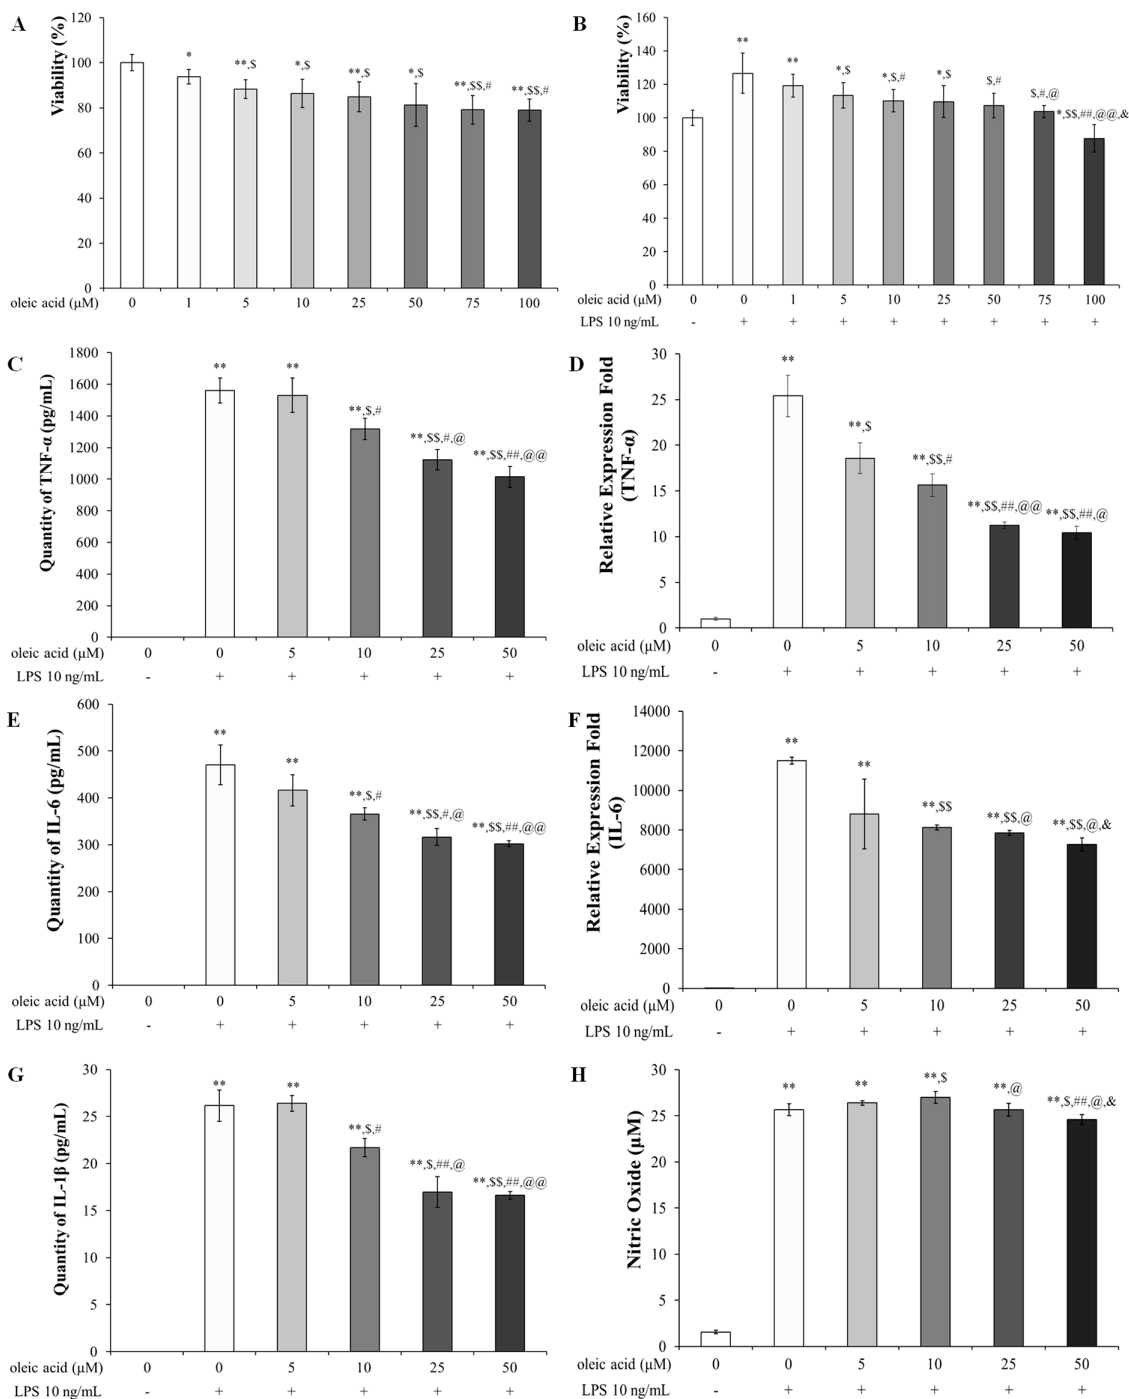 A
Viability (%)
120
100
80
60
40
20
0
* **,$ *,$ **,$ *,$ **,$$,# **,$$,#
oleic acid (μM) 0 1 5 10 25 50 75 100
B
Viability (%)
160
140
120
100
80
60
40
20
0
** ** *,$ *,$,# *,$ $,# $,#,@ *,$$,##,@@,&
oleic acid (μM) 0 0 1 5 10 25 50 75 100
LPS 10 ng/mL - + + + + + + + +
C
Quantity of TNF-α (pg/mL)
1800
1600
1400
1200
1000
800
600
400
200
0
** ** **,$,# **,$$,#,@ **,$$,##,@@
oleic acid (μM) 0 0 5 10 25 50
LPS 10 ng/mL - + + + + +
D
Relative Expression Fold
(TNF-α)
30
25
20
15
10
5
0
** **,$ **,$$,# **,$$,##,@@ **,$$,##,@
oleic acid (μM) 0 0 5 10 25 50
LPS 10 ng/mL - + + + + +
E
Quantity of IL-6 (pg/mL)
600
500
400
300
200
100
0
** ** **,$,# **,$$,#,@ **,$$,##,@@
oleic acid (μM) 0 0 5 10 25 50
LPS 10 ng/mL - + + + + +
F
Relative Expression Fold
(IL-6)
14000
12000
10000
8000
6000
4000
2000
0
** ** **,$$ **,$$,@ **,$$,@,&
oleic acid (μM) 0 0 5 10 25 50
LPS 10 ng/mL - + + + + +
G
Quantity of IL-1β (pg/mL)
30
25
20
15
10
5
0
** ** **,$,# **,$,##,@ **,$$,##,@@
oleic acid (μM) 0 0 5 10 25 50
LPS 10 ng/mL - + + + + +
H
Nitric Oxide (μM)
30
25
20
15
10
5
0
** ** **,$ **,@ **,$,##,@,&
oleic acid (μM) 0 0 5 10 25 50
LPS 10 ng/mL - + + + + +